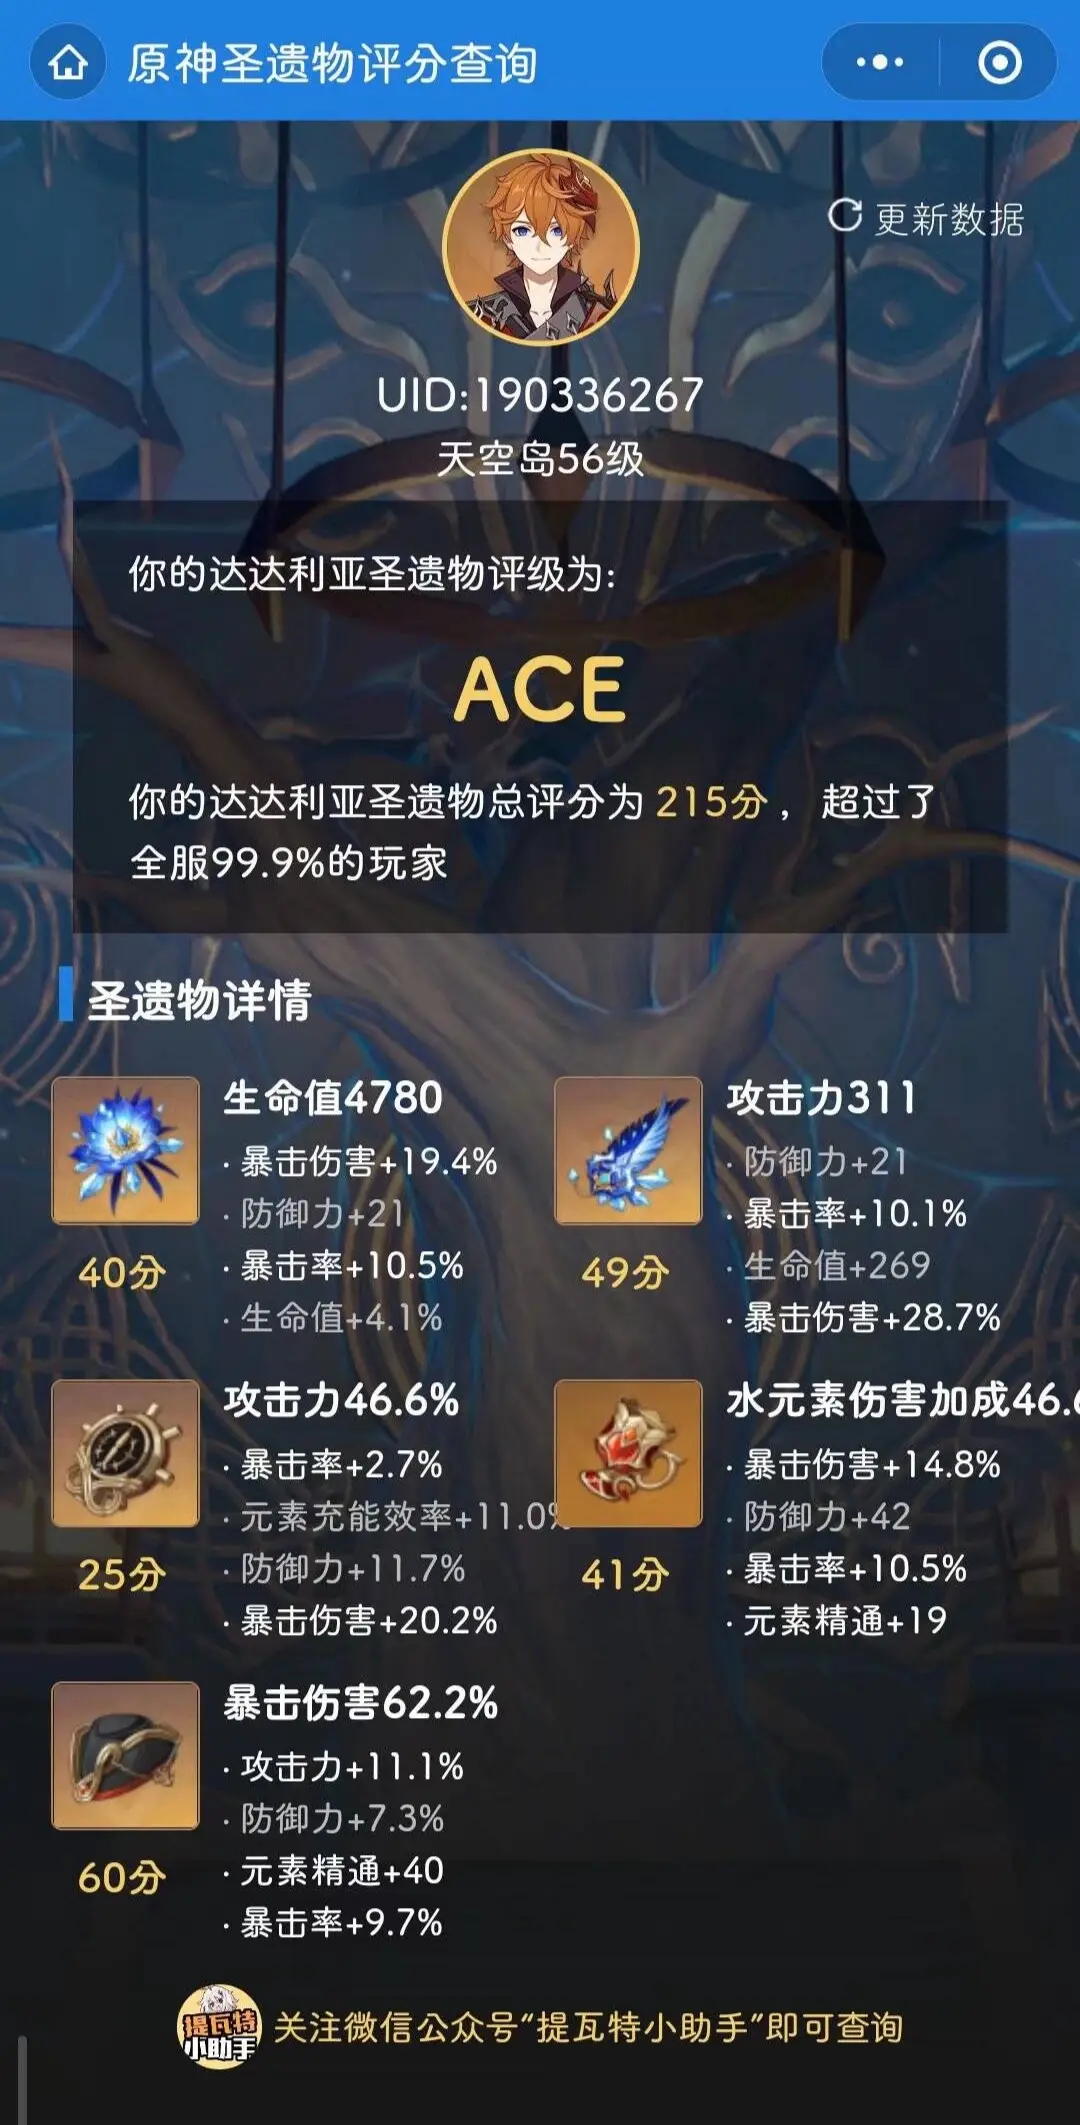 原神圣遗物评分查询
更新数据
UID:190336267
天空岛56级
你的达达利亚圣遗物评级为:
ACE
你的达达利亚圣遗物总评分为 215分， 超过了
全服99.9%的玩家
圣遗物详情
生命值4780
· 暴击伤害+19.4%
· 防御力+21
· 暴击率+10.5%
· 生命值+4.1%
40分
攻击力311
· 防御力+21
· 暴击率+10.1%
· 生命值+269
· 暴击伤害+28.7%
49分
攻击力46.6%
· 暴击率+2.7%
· 元素充能效率+11.0%
· 防御力+11.7%
· 暴击伤害+20.2%
25分
水元素伤害加成46.6
· 暴击伤害+14.8%
· 防御力+42
· 暴击率+10.5%
· 元素精通+19
41分
暴击伤害62.2%
· 攻击力+11.1%
· 防御力+7.3%
· 元素精通+40
· 暴击率+9.7%
60分
提瓦特
小助手
关注微信公众号“提瓦特小助手”即可查询